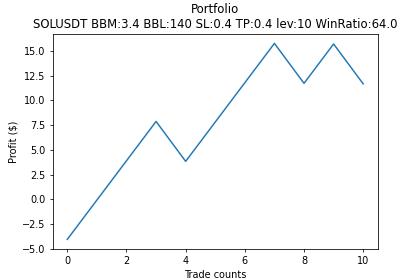 Portfolio
SOLUSDT BBM:3.4 BBL:140 SL:0.4 TP:0.4 lev:10 WinRatio:64.0
15.0
12.5
10.0
7.5
5.0
2.5
0.0
−2.5
−5.0
Profit ($)
0 2 4 6 8 10
Trade counts